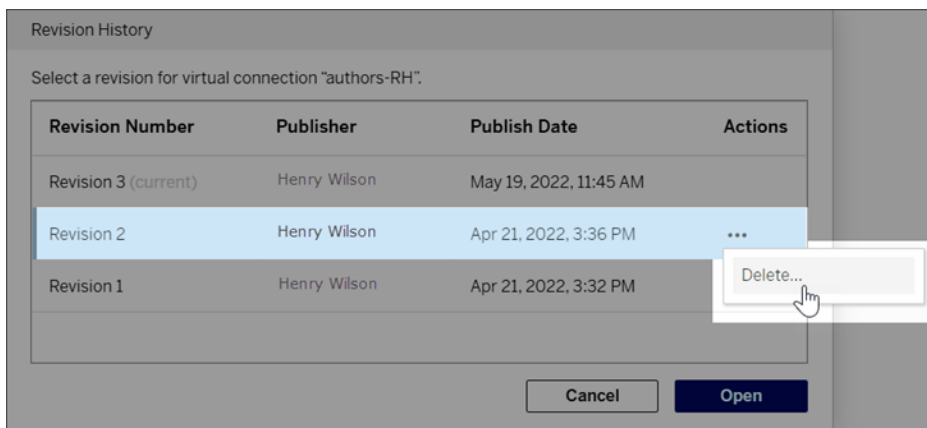 Revision History
Select a revision for virtual connection "authors-RH".
Revision Number Publisher Publish Date Actions
Revision 3 (current) Henry Wilson May 19, 2022, 11:45 AM
Revision 2 Henry Wilson Apr 21, 2022, 3:36 PM •••
Delete...
Revision 1 Henry Wilson Apr 21, 2022, 3:32 PM
Cancel Open